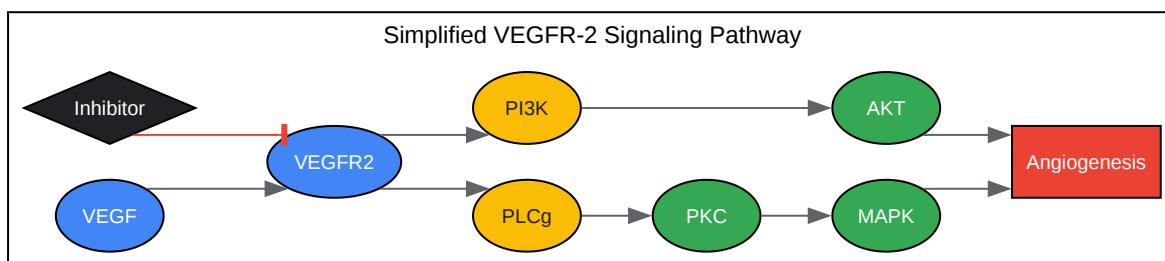 Simplified VEGFR-2 Signaling Pathway
Inhibitor
PI3K
AKT
VEGFR2
Angiogenesis
VEGF
PLCg
PKC
MAPK